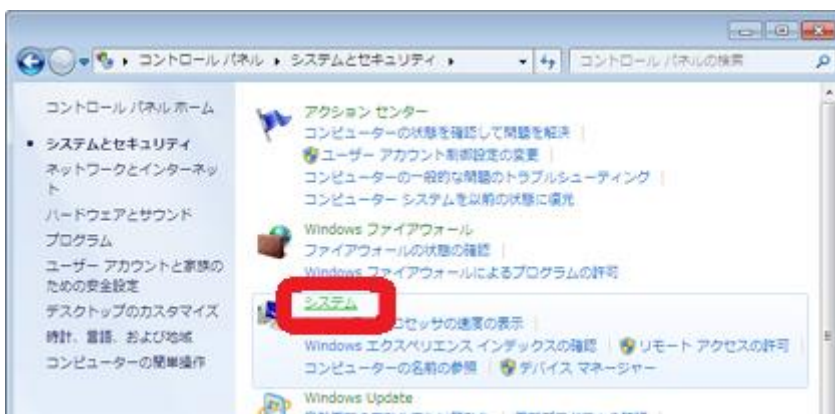 コントロール パネル ▸ システムとセキュリティ ▸
コントロール パネルの検索
コントロール パネル ホーム
システムとセキュリティ
ネットワークとインターネッ
ト
ハードウェアとサウンド
プログラム
ユーザー アカウントと家族の
ための安全設定
デスクトップのカスタマイズ
時計、言語、および地域
コンピューターの簡単操作
アクション センター
コンピューターの状態を確認して問題を解決
ユーザー アカウント制御設定の変更
コンピューターの一般的な問題のトラブルシューティング
コンピューター システムを以前の状態に復元
Windows ファイアウォール
ファイアウォールの状態の確認
Windows ファイアウォールによるプログラムの許可
システム
セッサの速度の表示
Windows エクスペリエンス インデックスの確認 リモート アクセスの許可
コンピューターの名前の参照 デバイス マネージャー
Windows Update